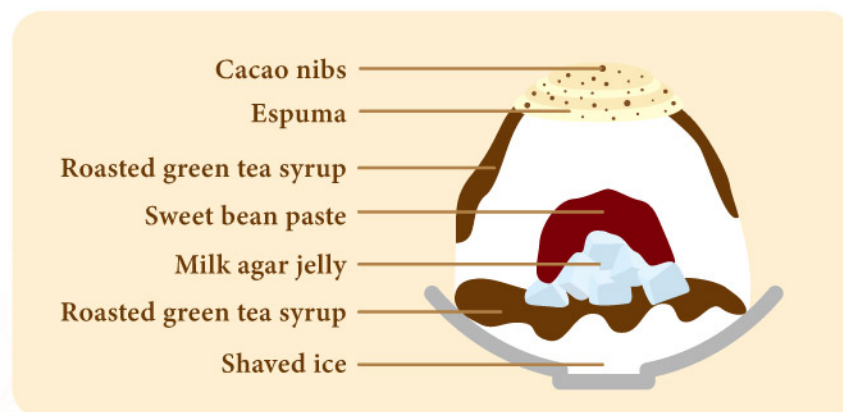 Cacao nibs
Espuma
Roasted green tea syrup
Sweet bean paste
Milk agar jelly
Roasted green tea syrup
Shaved ice